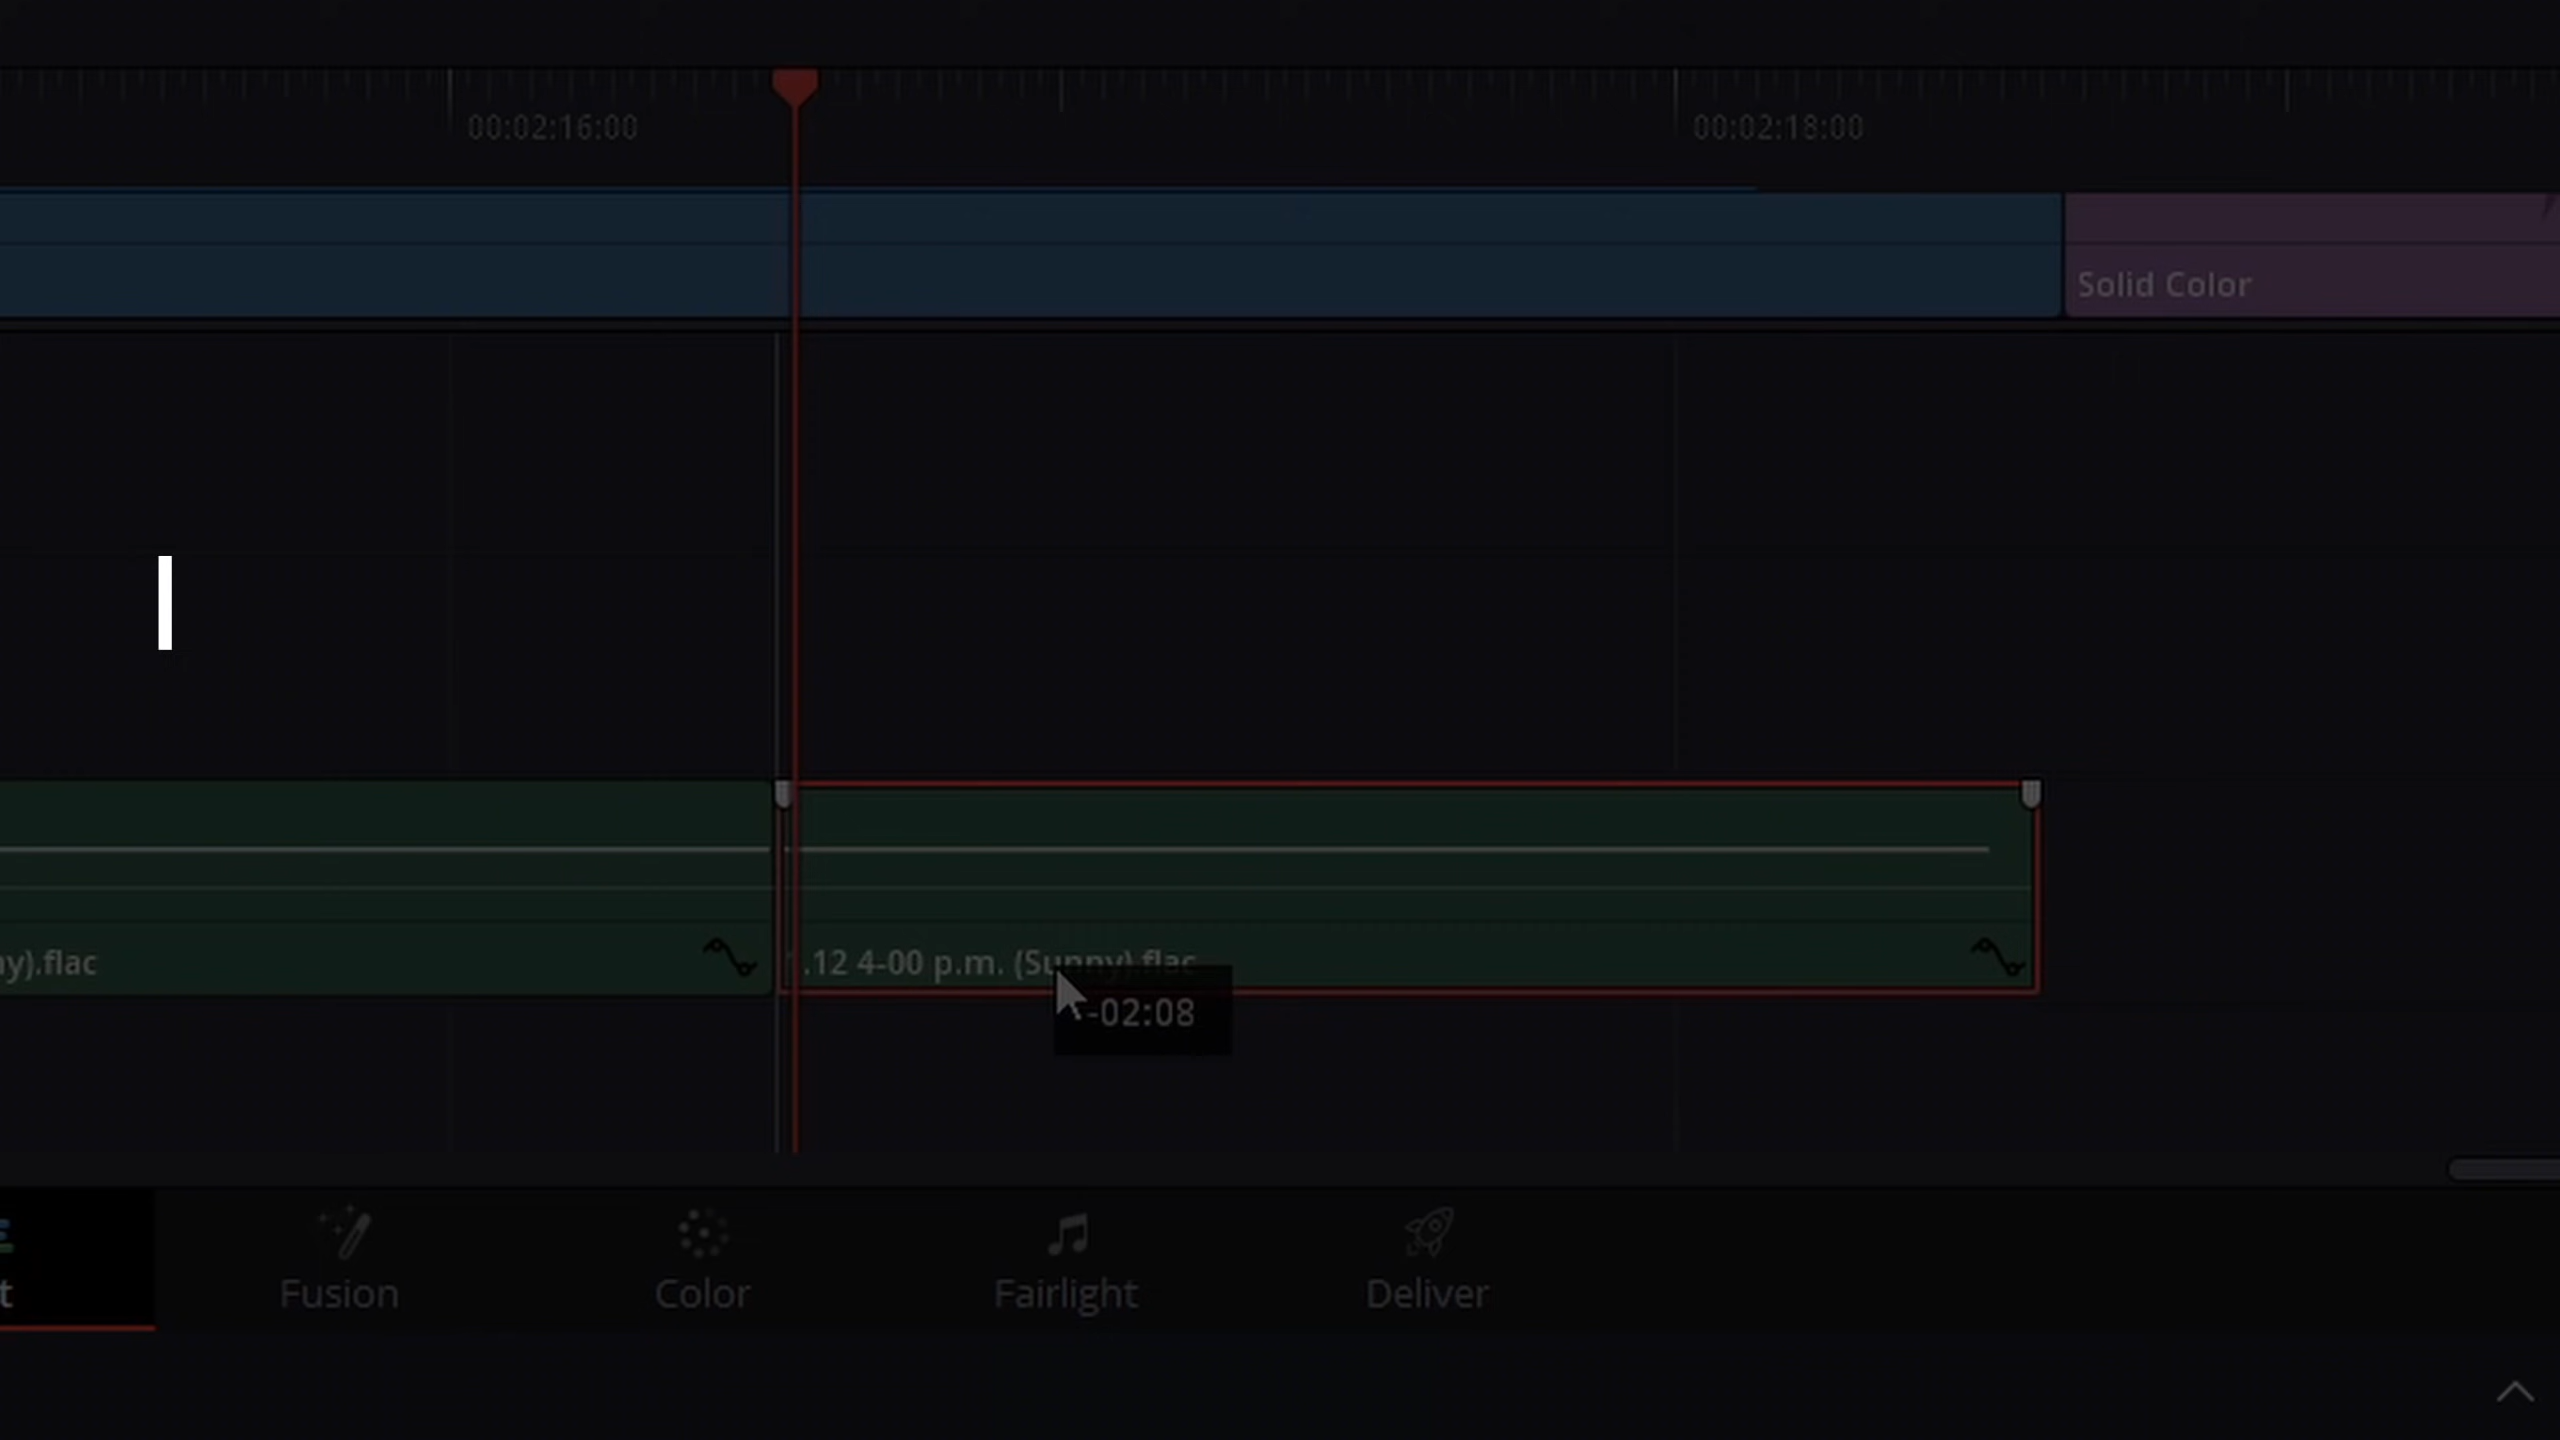 00:02:16:00 00:02:18:00
Solid Color
ny).flac .12 4-00 p.m. (Sunny).flac
-02:08
t Fusion Color Fairlight Deliver